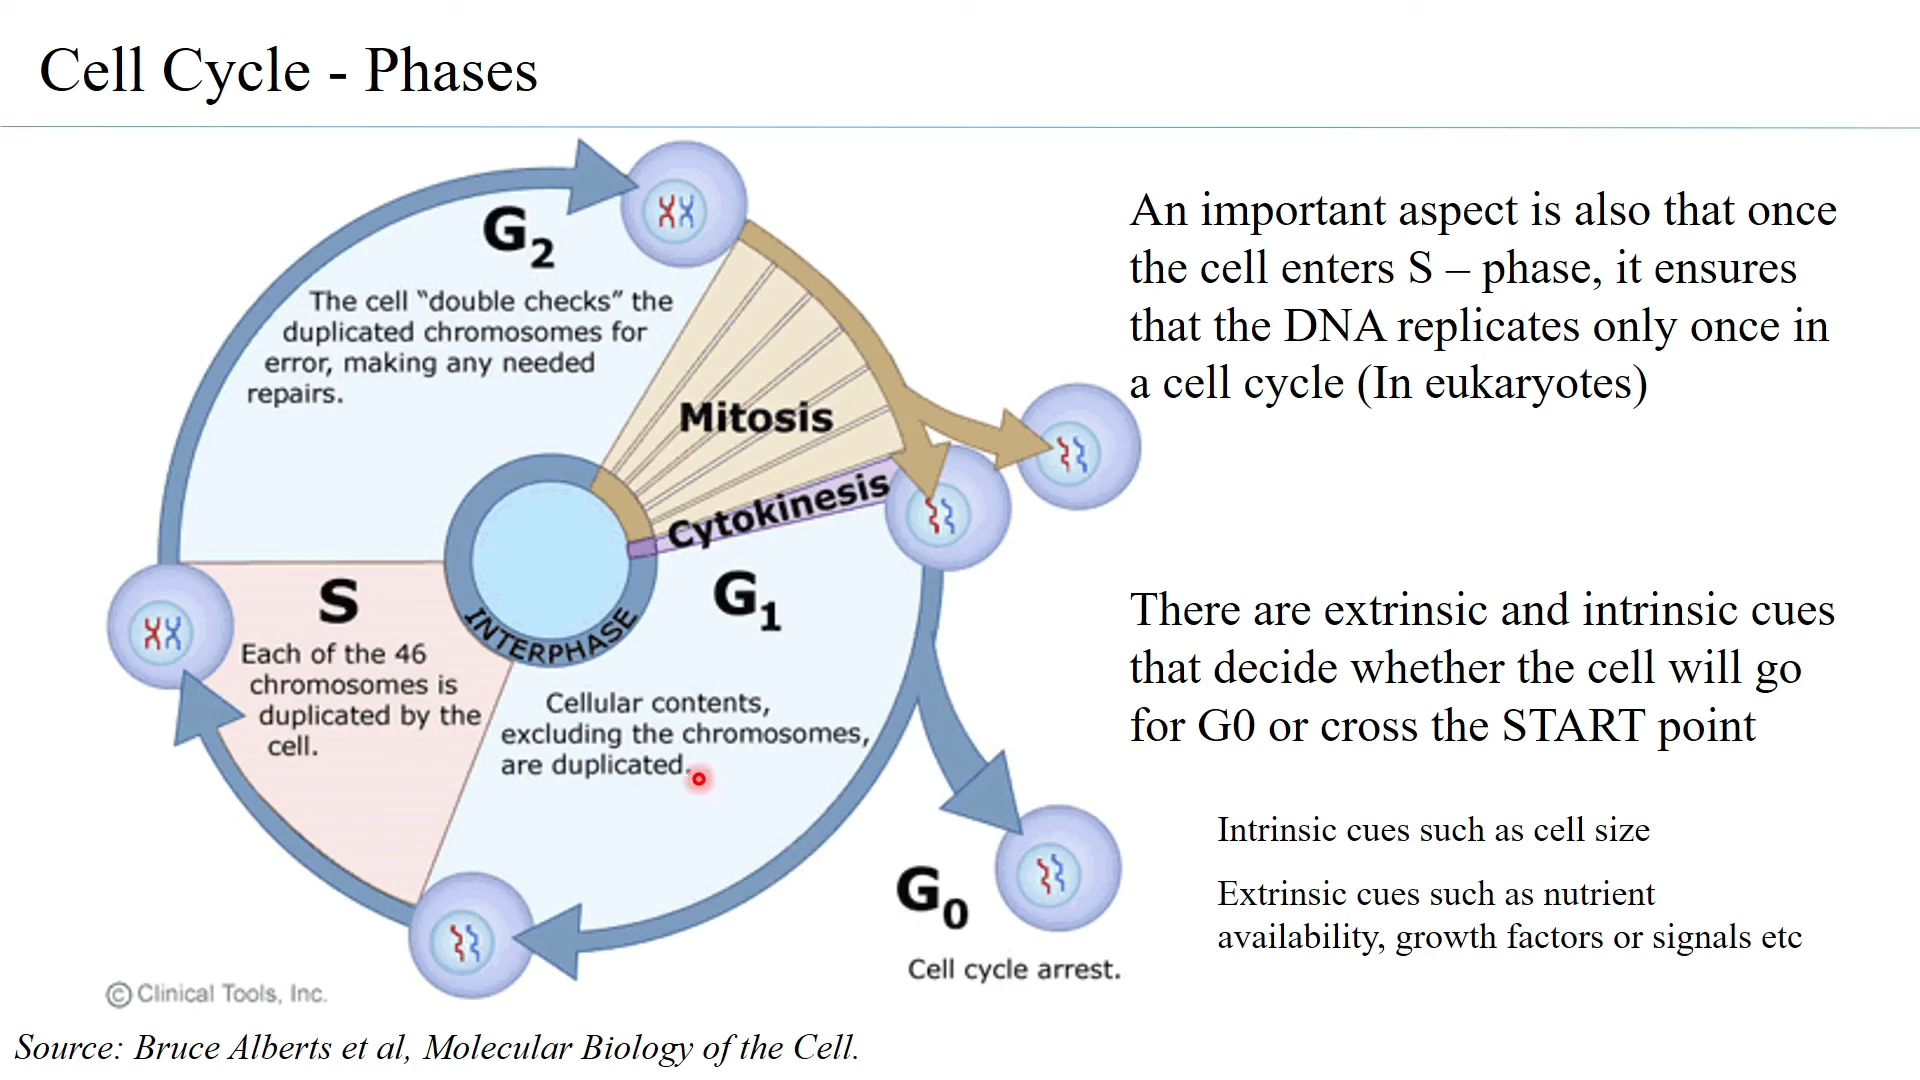 Cell Cycle - Phases
G2
The cell “double checks” the
duplicated chromosomes for
error, making any needed
repairs.
Mitosis
Cytokinesis
S
Each of the 46
chromosomes is
duplicated by the
cell.
INTERPHASE
G1
Cellular contents,
excluding the chromosomes,
are duplicated.
G0
Cell cycle arrest.
© Clinical Tools, Inc.
An important aspect is also that once
the cell enters S – phase, it ensures
that the DNA replicates only once in
a cell cycle (In eukaryotes)
There are extrinsic and intrinsic cues
that decide whether the cell will go
for G0 or cross the START point
Intrinsic cues such as cell size
Extrinsic cues such as nutrient
availability, growth factors or signals etc
Source: Bruce Alberts et al, Molecular Biology of the Cell.